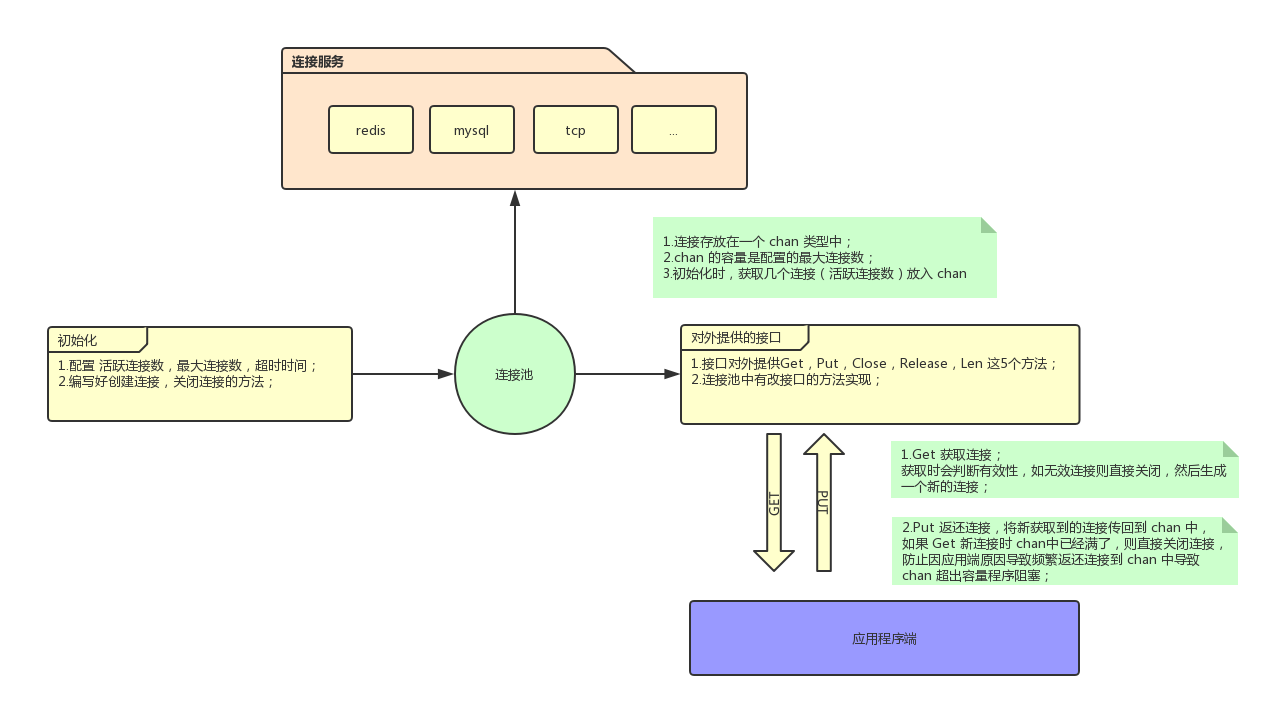 连接服务
redis
mysql
tcp
...
1.连接存放在一个 chan 类型中；
2.chan 的容量是配置的最大连接数；
3.初始化时，获取几个连接（活跃连接数）放入 chan
初始化
1.配置 活跃连接数，最大连接数，超时时间；
2.编写好创建连接，关闭连接的方法；
连接池
对外提供的接口
1.接口对外提供Get，Put，Close，Release，Len 这5个方法；
2.连接池中有改接口的方法实现；
GET
PUT
1.Get 获取连接；
获取时会判断有效性，如无效连接则直接关闭，然后生成
一个新的连接；
2.Put 返还连接，将新获取到的连接传回到 chan 中，
如果 Get 新连接时 chan中已经满了，则直接关闭连接，
防止因应用端原因导致频繁返还连接到 chan 中导致
chan 超出容量程序阻塞；
应用程序端